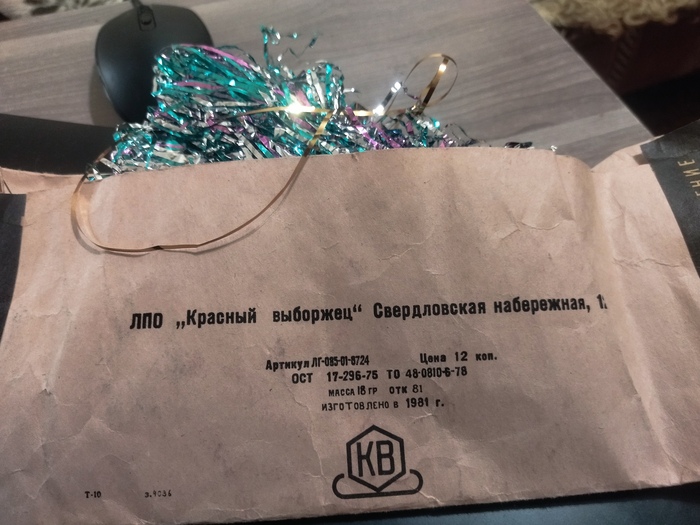 ЛПО „Красный выборжец“ Свердловская набережная,
Артикул ЛГ-085-01-6724 Цена 12 коп.
ОСТ 17-296-75 ТО 48-0810-6-78
МАССА 18 ГР ОТК 81
ИЗГОТОВЛЕНО в 1981 г.
КВ
Т-10